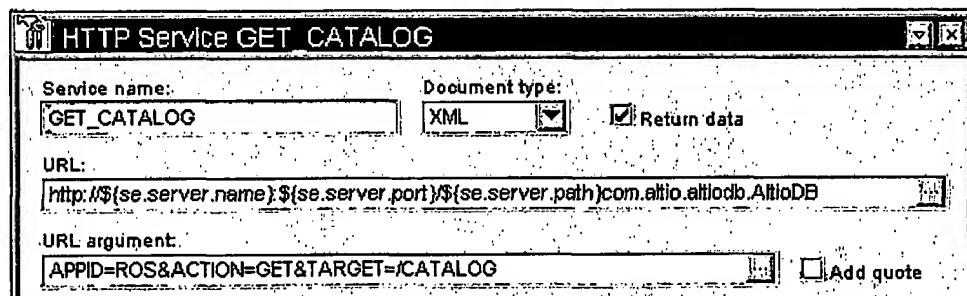 HTTP Service GET_CATALOG
Service name: Document type:
GET_CATALOG XML Return data
URL:
http://${se.server.name}:${se.server.port}/${se.server.path}com.altio.altiodb.AltioDB
URL argument:
APPID=ROS&ACTION=GET&TARGET=/CATALOG Add quote